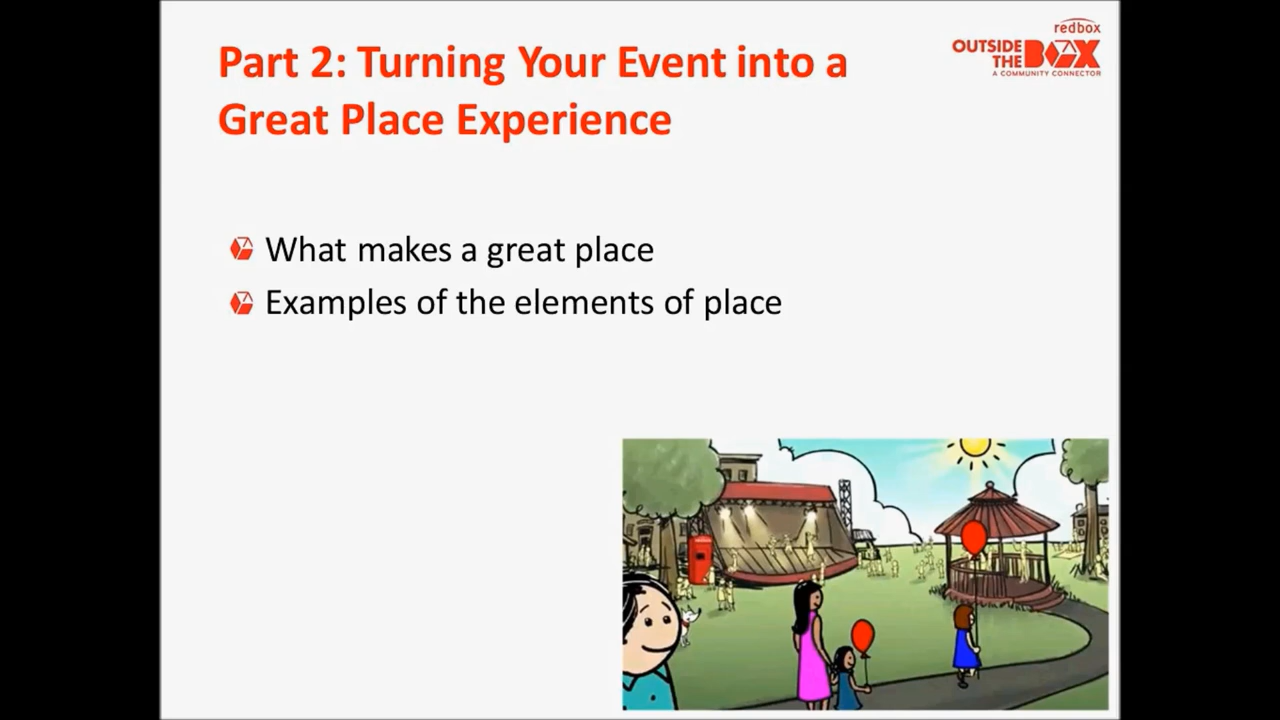 Part 2: Turning Your Event into a
Great Place Experience
redbox
OUTSIDE
THE BOX
A COMMUNITY CONNECTOR
What makes a great place
Examples of the elements of place